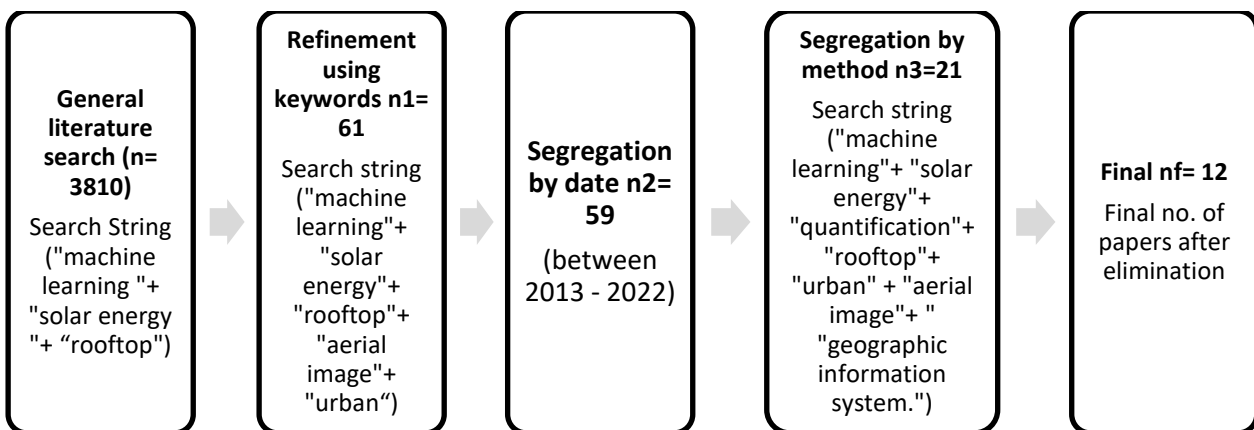 General
literature
search (n=
3810)
Search String
("machine
learning "+
"solar energy
"+ “rooftop")
Refinement
using
keywords n1=
61
Search string
("machine
learning"+
"solar
energy"+
"rooftop"+
"aerial
image"+
"urban“)
Segregation
by date n2=
59
(between
2013 - 2022)
Segregation by
method n3=21
Search string
("machine
learning"+ "solar
energy"+
"quantification"+
"rooftop"+
"urban" + "aerial
image"+ "
"geographic
information
system.")
Final nf= 12
Final no. of
papers after
elimination